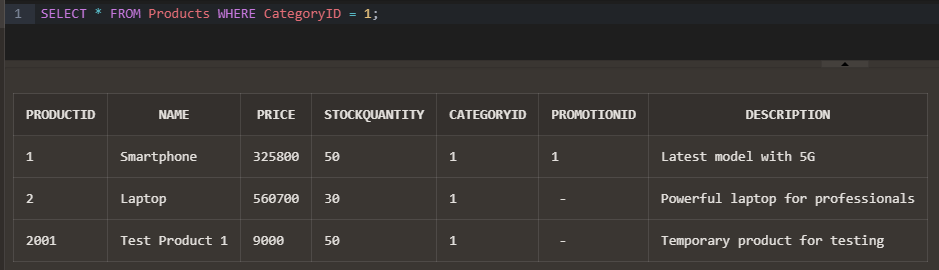 1 SELECT * FROM Products WHERE CategoryID = 1;
PRODUCTID NAME PRICE STOCKQUANTITY CATEGORYID PROMOTIONID DESCRIPTION
1 Smartphone 325800 50 1 1 Latest model with 5G
2 Laptop 560700 30 1 - Powerful laptop for professionals
2001 Test Product 1 9000 50 1 - Temporary product for testing